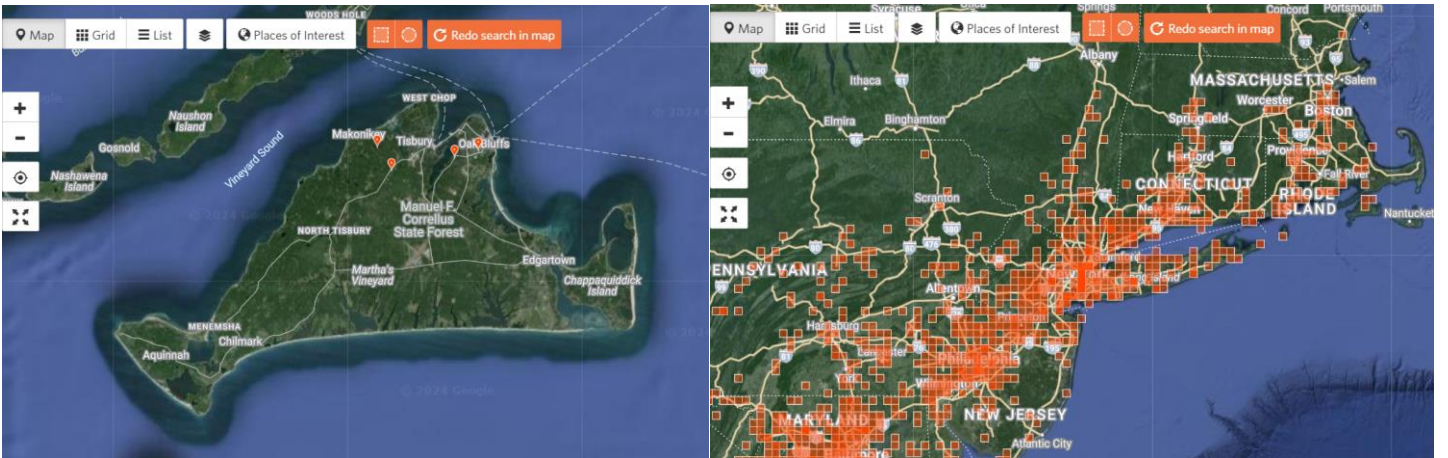 WOODS HOLE
Map Grid List Places of Interest Redo search in map
Naushon
Island
WEST CHOP
Makonikey
Tisbury
Oak Bluffs
Gosnold
Vineyard Sound
Nashawena
Island
Manuel F.
Correllus
State Forest
NORTH TISBURY
Edgartown
Martha's
Vineyard
Chappaquiddick
Island
MENEMSHA
Chilmark
Aquinnah
© 2024 Google
Syracuse
Springs
Concord Portsmouth
Map Grid List Places of Interest Redo search in map
Albany
Ithaca
MASSACHUSETTS
Salem
Worcester
Boston
Elmira
Binghamton
Springfield
Hartford
Providence
Fall River
Scranton
CONNECTICUT
New Haven
RHODE
ISLAND
Nantucket
PENNSYLVANIA
Stamford
New York
Allentown
Princeton
Harrisburg
Lancaster
Philadelphia
York
Wilmington
MARYLAND
NEW JERSEY
Atlantic City